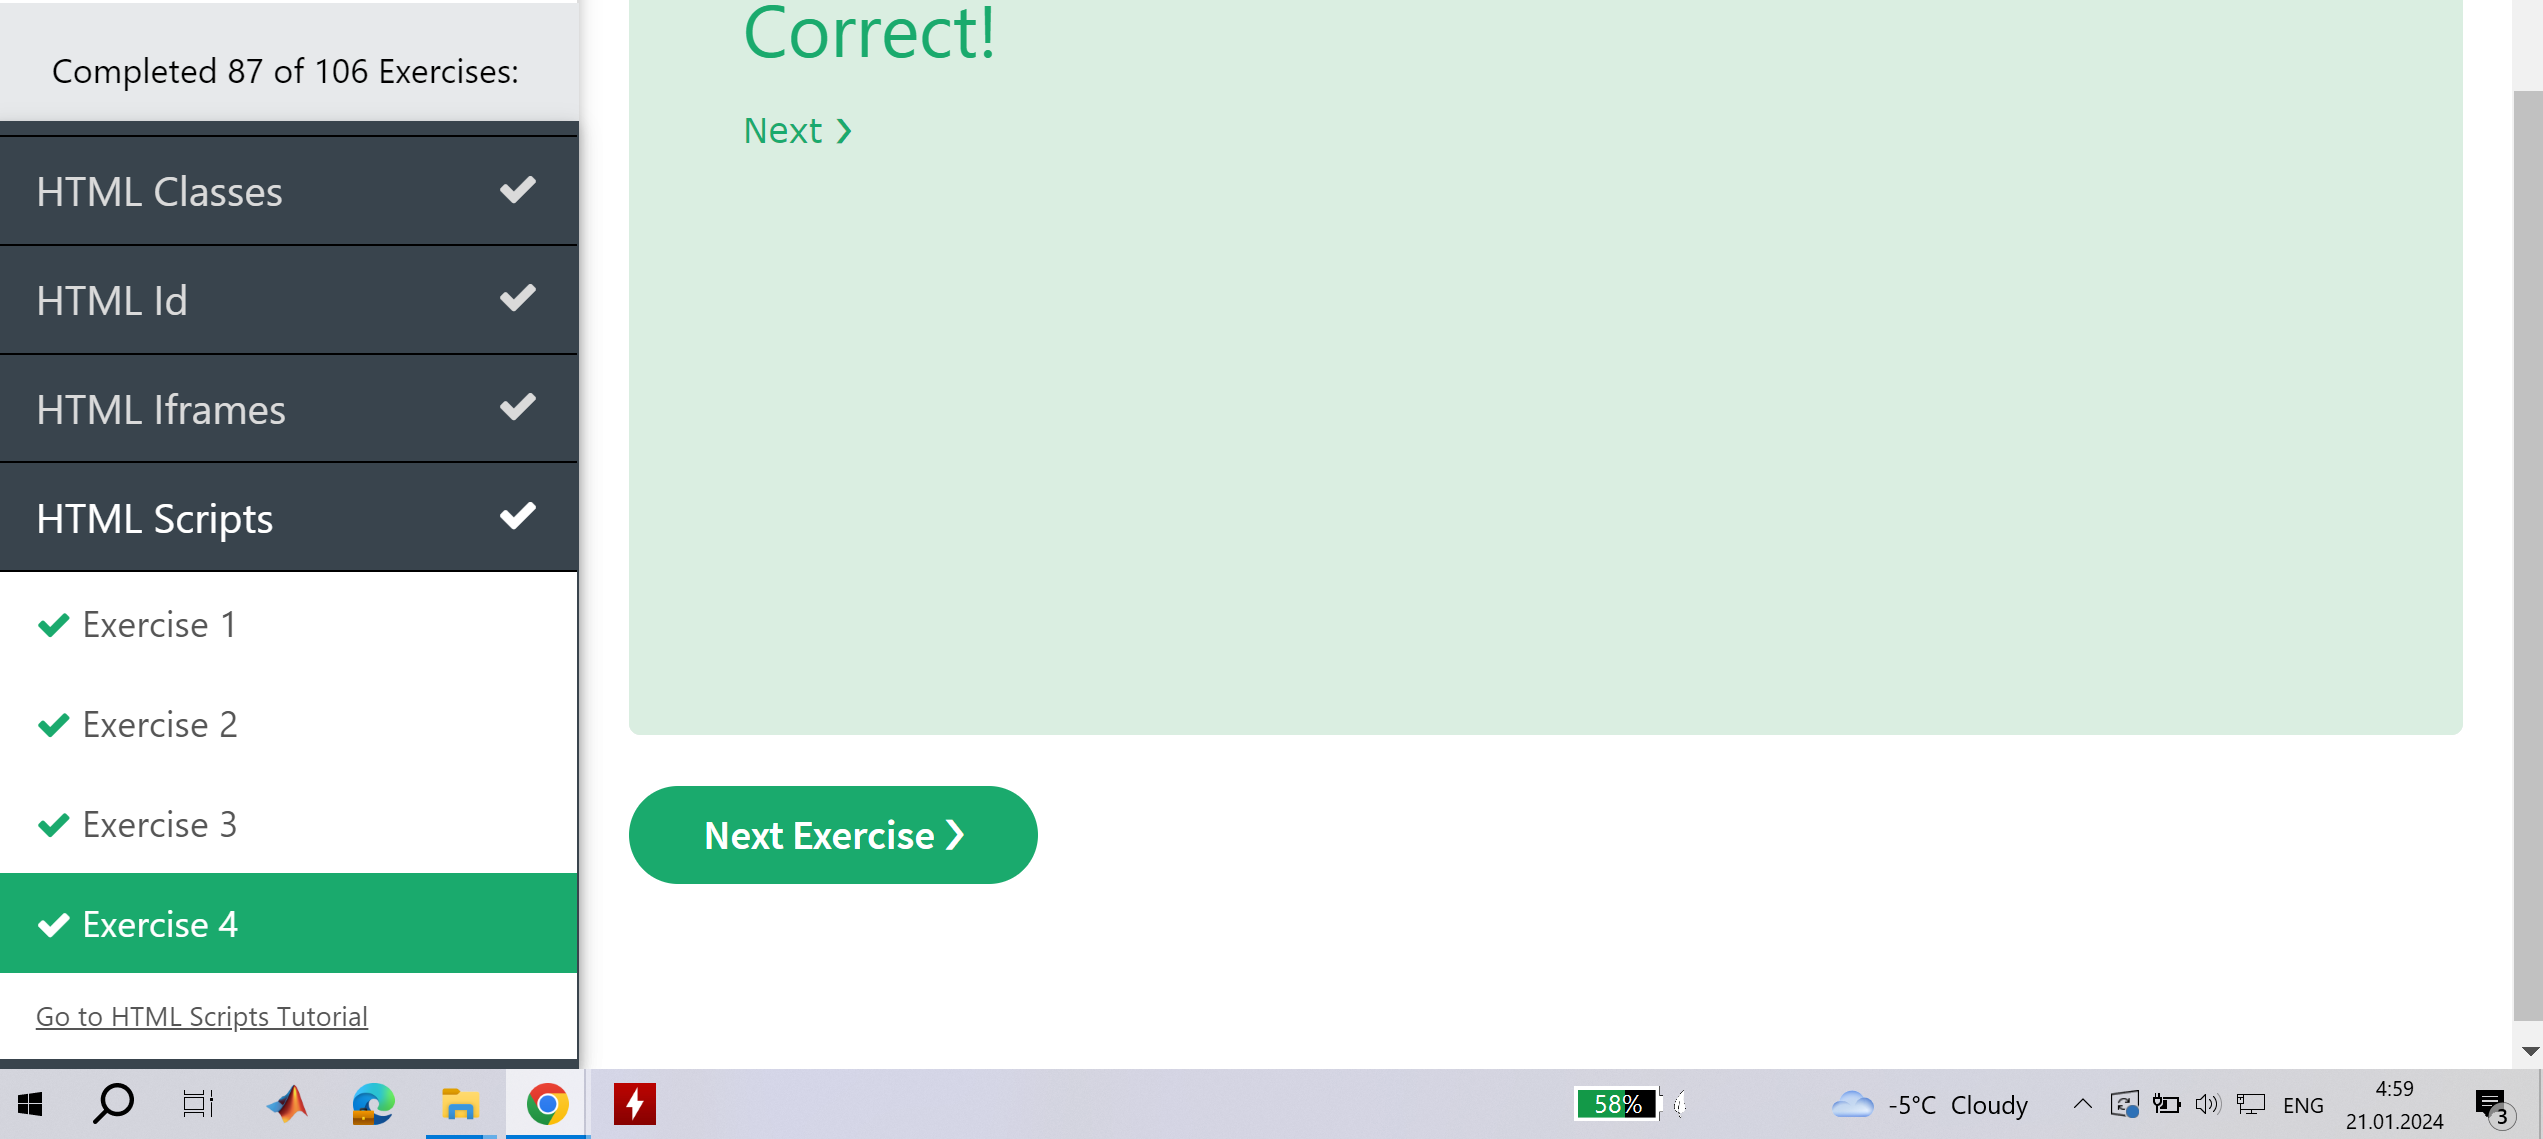 Completed 87 of 106 Exercises:
HTML Classes
HTML Id
HTML Iframes
HTML Scripts
Exercise 1
Exercise 2
Exercise 3
Exercise 4
Go to HTML Scripts Tutorial
Correct!
Next ❯
Next Exercise ❯
58%
-5°C Cloudy
ENG
4:59
21.01.2024
3